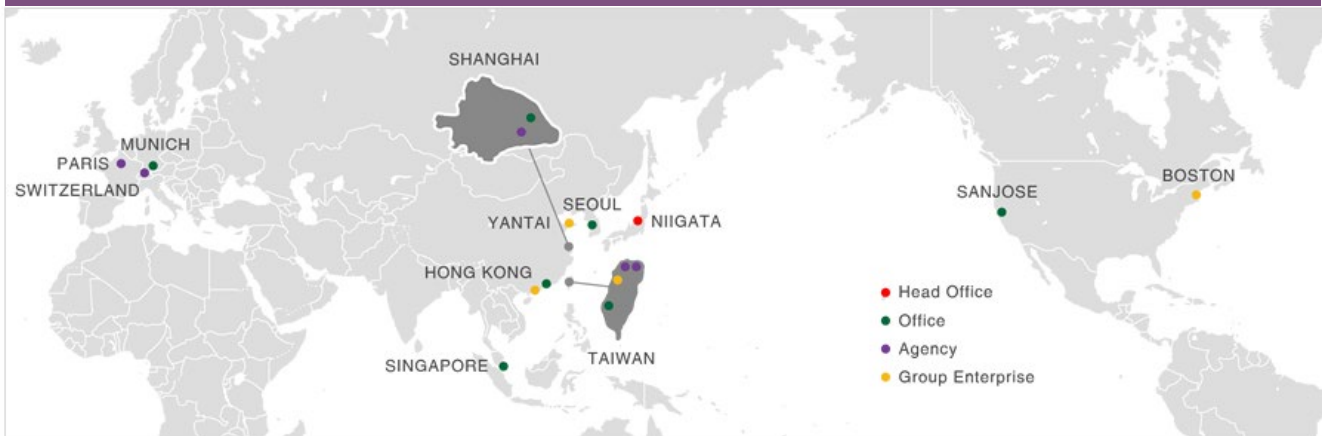 SHANGHAI
MUNICH
PARIS
SWITZERLAND
SEOUL
YANTAI
NIIGATA
HONG KONG
SINGAPORE
TAIWAN
SANJOSE
BOSTON
Head Office
Office
Agency
Group Enterprise